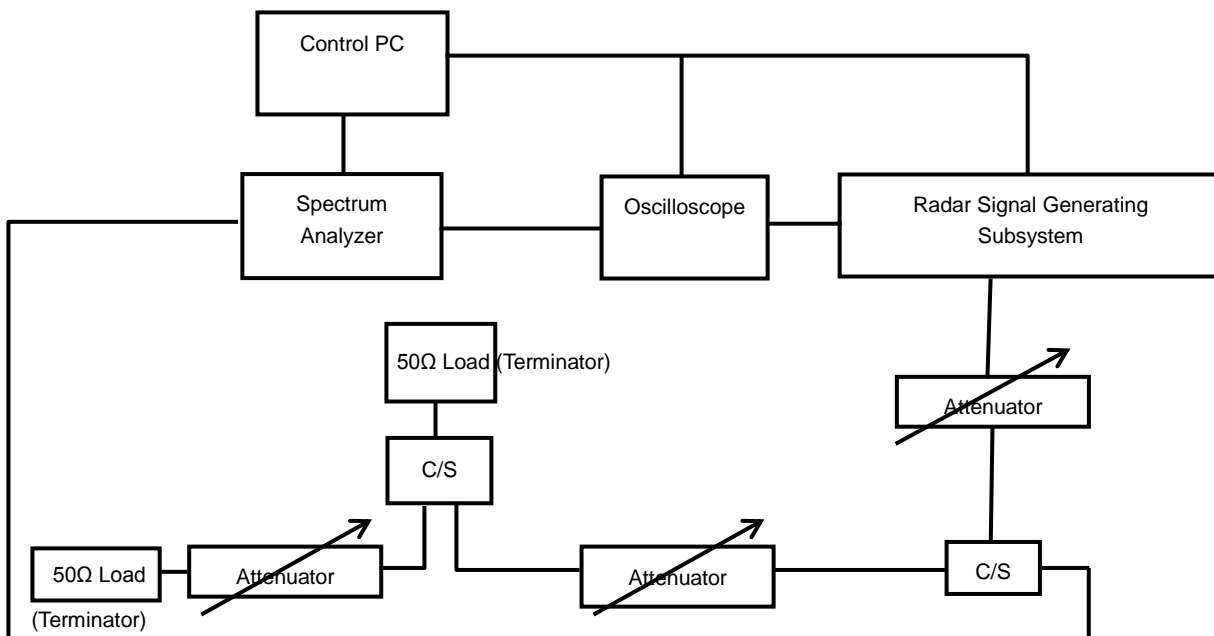 Control PC
Spectrum
Analyzer
Oscilloscope
Radar Signal Generating
Subsystem
50Ω Load (Terminator)
Attenuator
C/S
50Ω Load
(Terminator)
Attenuator
Attenuator
C/S